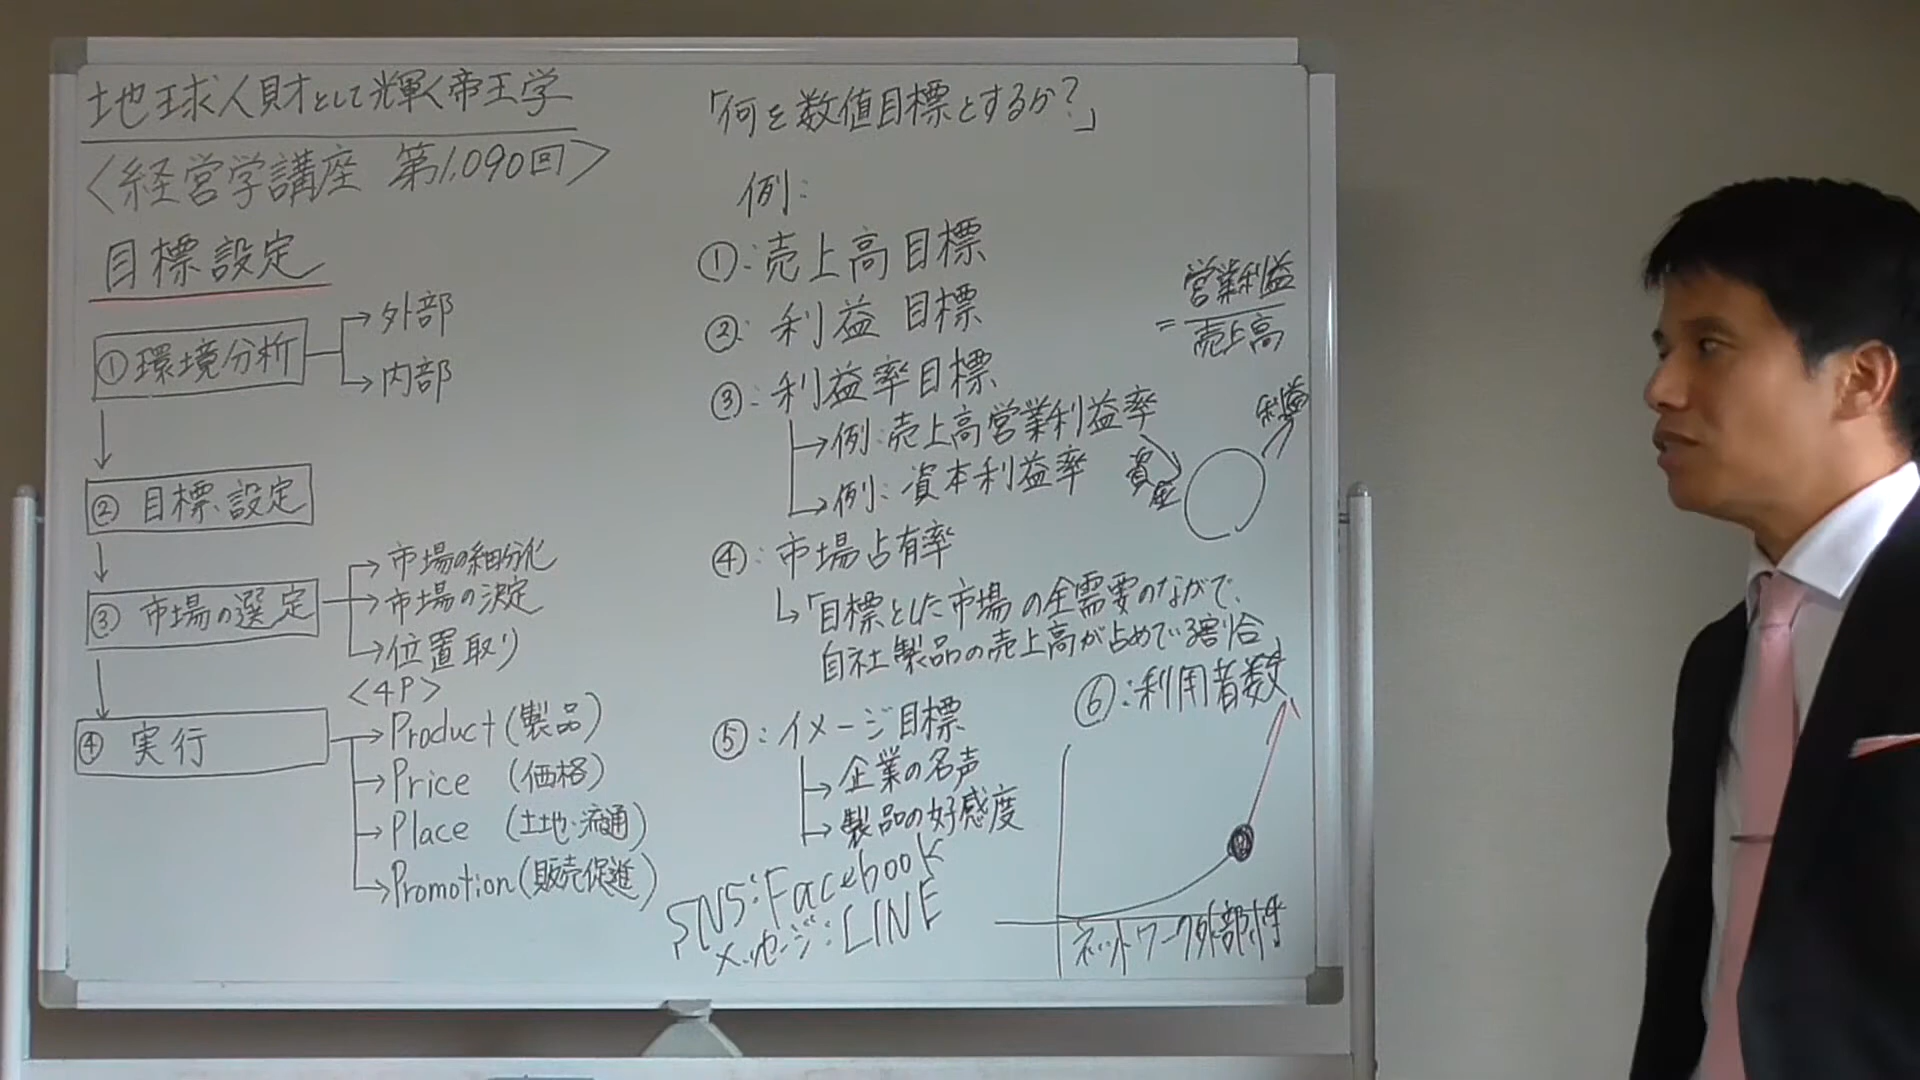 地球人財として輝く帝王学
〈経営学講座 第1,090回〉
目標設定
①環境分析
外部
内部
② 目標設定
③ 市場の選定
市場の細分化
市場の決定
位置取り
<4P>
④ 実行
Product(製品)
Price (価格)
Place (土地・流通)
Promotion(販売促進)
「何を数値目標とするか?」
例:
①:売上高目標
②:利益目標
③:利益率目標
例:売上高営業利益率
例:資本利益率
=営業利益
売上高
資産
利益
④:市場占有率
「目標とした市場の全需要のなかで、
自社製品の売上高が占めている割合」
⑤:イメージ目標
企業の名声
製品の好感度
SNS:Facebook
メッセージ:LINE
⑥:利用者数
ネットワーク外部性